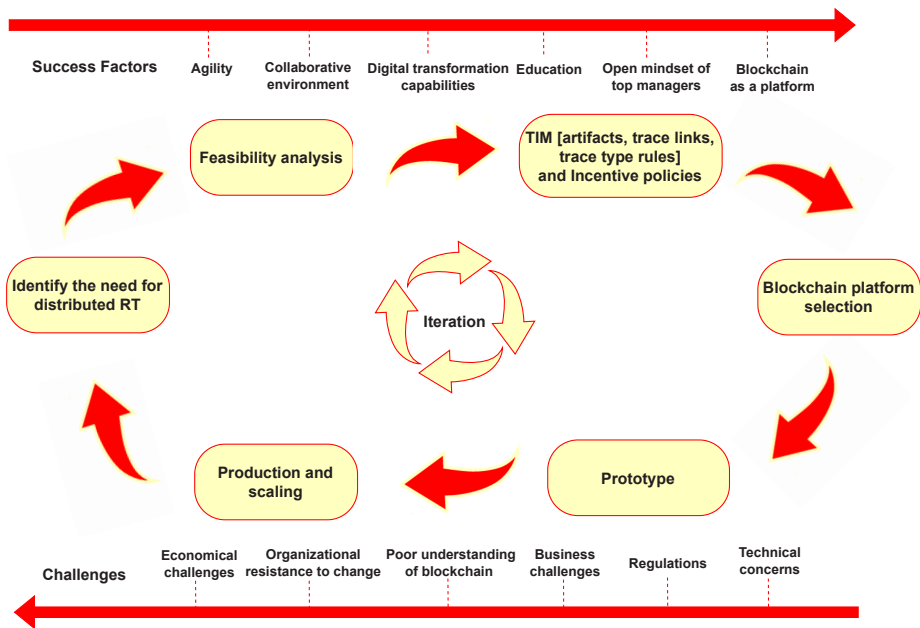 Success Factors
Agility
Collaborative
environment
Digital transformation
capabilities
Education
Open mindset of
top managers
Blockchain
as a platform
Feasibility analysis
TIM [artifacts, trace links,
trace type rules]
and Incentive policies
Identify the need for
distributed RT
Iteration
Blockchain platform
selection
Production and
scaling
Prototype
Challenges
Economical
challenges
Organizational
resistance to change
Poor understanding
of blockchain
Business
challenges
Regulations
Technical
concerns